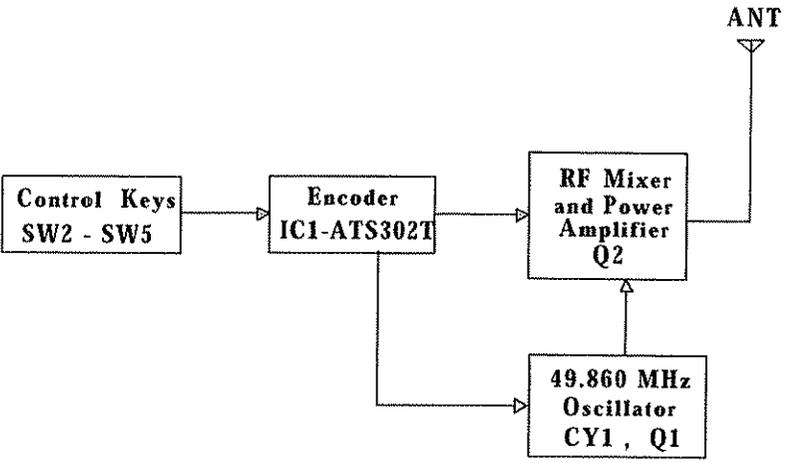 ANT
Control Keys
SW2 - SW5
Encoder
IC1-ATS302T
RF Mixer
and Power
Amplifier
Q2
49.860 MHz
Oscillator
CY1 , Q1